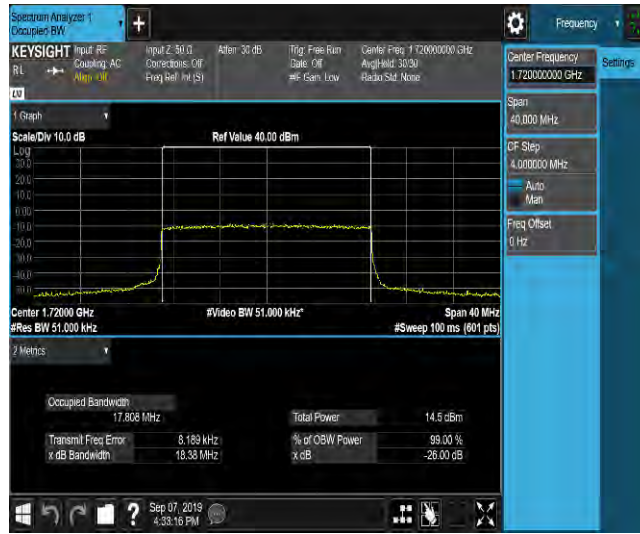 Spectrum Analyzer 1
Occupied BW
+
Frequency
KEYSIGHT Input: RF
RL
Coupling: AC
Align: Off
Input Z: 50 Ω
Corrections: Off
Freq Ref: Int (S)
Atten: 30 dB
Trig: Free Run
Gate: Off
#IF Gain: Low
Center Freq: 1.720000000 GHz
Avg|Hold: 30/30
Radio Std: None
LXI
Settings
Center Frequency
1.720000000 GHz
Span
40.000 MHz
CF Step
4.000000 MHz
Auto
Man
Freq Offset
0 Hz
1 Graph
Scale/Div 10.0 dB
Ref Value 40.00 dBm
Log
30.0
20.0
10.0
0.00
-10.0
-20.0
-30.0
-40.0
-50.0
Center 1.72000 GHz
#Video BW 51.000 kHz*
Span 40 MHz
#Res BW 51.000 kHz
#Sweep 100 ms (601 pts)
2 Metrics
Occupied Bandwidth
17.808 MHz
Total Power
14.5 dBm
Transmit Freq Error
8.189 kHz
% of OBW Power
99.00 %
x dB Bandwidth
18.38 MHz
x dB
-26.00 dB
?
Sep 07, 2019
4:33:16 PM